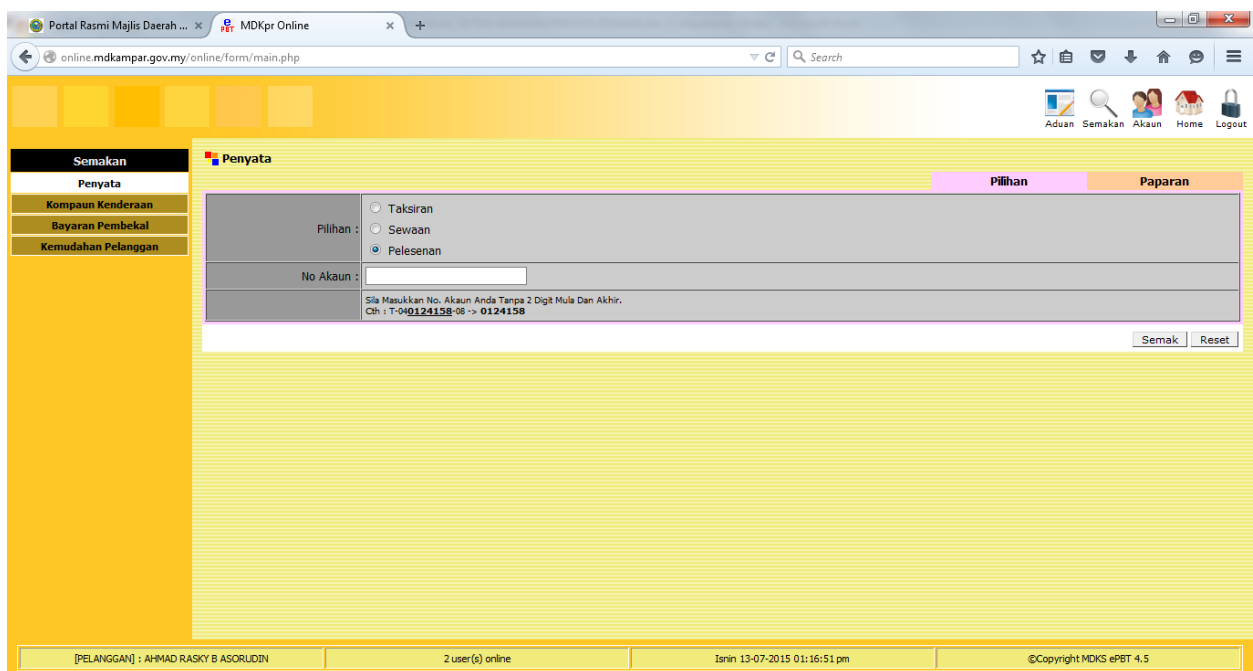 Portal Rasmi Majlis Daerah ...
e PBT MDKpr Online
online.mdkampar.gov.my/online/form/main.php
Search
Aduan Semakan Akaun Home Logout
Semakan
Penyata
Kompaun Kenderaan
Bayaran Pembekal
Kemudahan Pelanggan
Penyata
Pilihan Paparan
Pilihan :
Taksiran
Sewaan
Pelesenan
No Akaun :
Sila Masukkan No. Akaun Anda Tanpa 2 Digit Mula Dan Akhir.
Cth : T-040124158-08 -> 0124158
Semak Reset
[PELANGGAN] : AHMAD RASKY B ASORUDIN 2 user(s) online Isnin 13-07-2015 01:16:51 pm ©Copyright MDKS ePBT 4.5